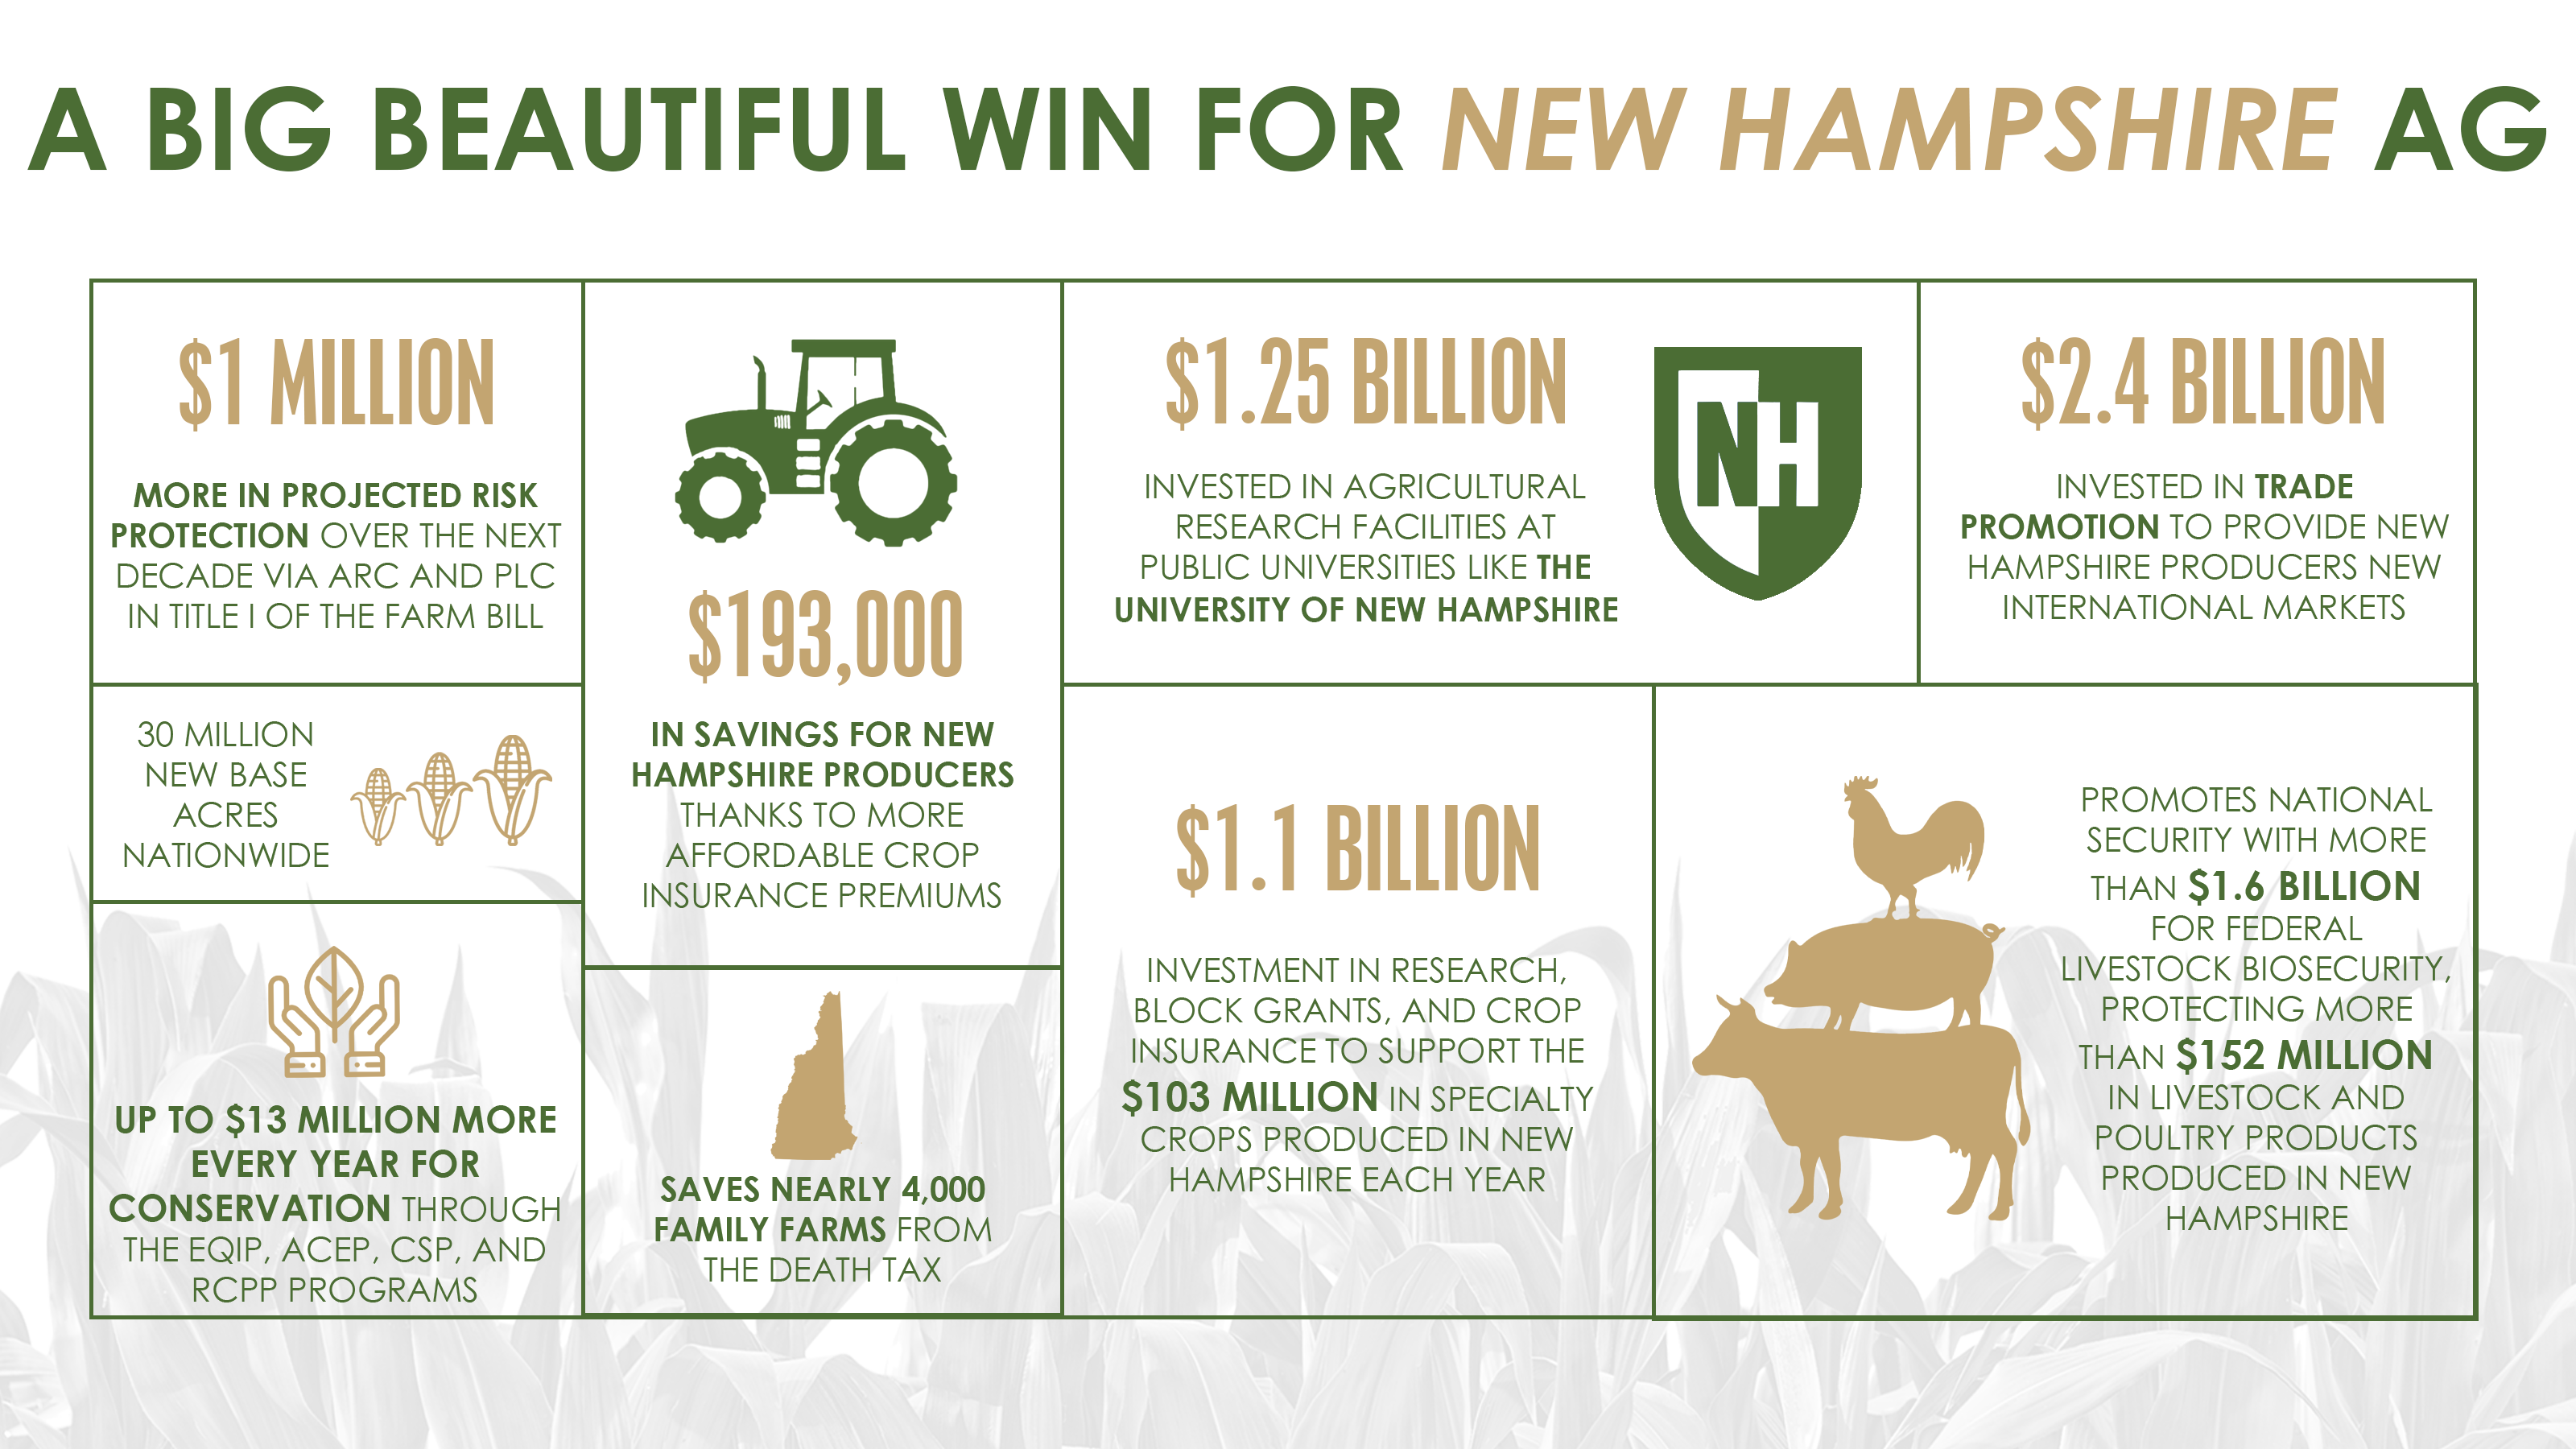 A BIG BEAUTIFUL WIN FOR NEW HAMPSHIRE AG
$1 MILLION
MORE IN PROJECTED RISK
PROTECTION OVER THE NEXT
DECADE VIA ARC AND PLC
IN TITLE I OF THE FARM BILL
30 MILLION
NEW BASE
ACRES
NATIONWIDE
UP TO $13 MILLION MORE
EVERY YEAR FOR
CONSERVATION THROUGH
THE EQIP, ACEP, CSP, AND
RCPP PROGRAMS
$193,000
IN SAVINGS FOR NEW
HAMPSHIRE PRODUCERS
THANKS TO MORE
AFFORDABLE CROP
INSURANCE PREMIUMS
SAVES NEARLY 4,000
FAMILY FARMS FROM
THE DEATH TAX
$1.25 BILLION
INVESTED IN AGRICULTURAL
RESEARCH FACILITIES AT
PUBLIC UNIVERSITIES LIKE THE
UNIVERSITY OF NEW HAMPSHIRE
NH
$2.4 BILLION
INVESTED IN TRADE
PROMOTION TO PROVIDE NEW
HAMPSHIRE PRODUCERS NEW
INTERNATIONAL MARKETS
$1.1 BILLION
INVESTMENT IN RESEARCH,
BLOCK GRANTS, AND CROP
INSURANCE TO SUPPORT THE
$103 MILLION IN SPECIALTY
CROPS PRODUCED IN NEW
HAMPSHIRE EACH YEAR
PROMOTES NATIONAL
SECURITY WITH MORE
THAN $1.6 BILLION
FOR FEDERAL
LIVESTOCK BIOSECURITY,
PROTECTING MORE
THAN $152 MILLION
IN LIVESTOCK AND
POULTRY PRODUCTS
PRODUCED IN NEW
HAMPSHIRE